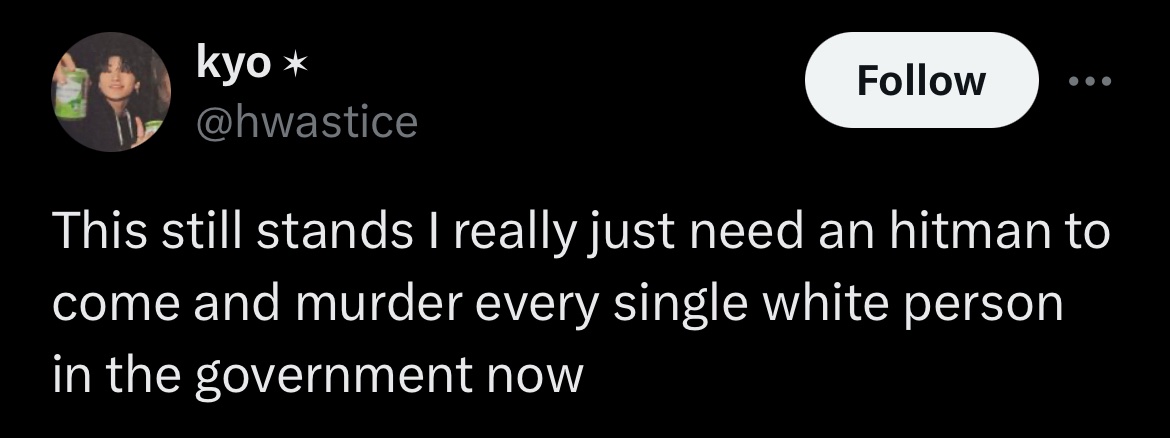 kyo ✶
@hwastice
Follow
This still stands I really just need an hitman to
come and murder every single white person
in the government now